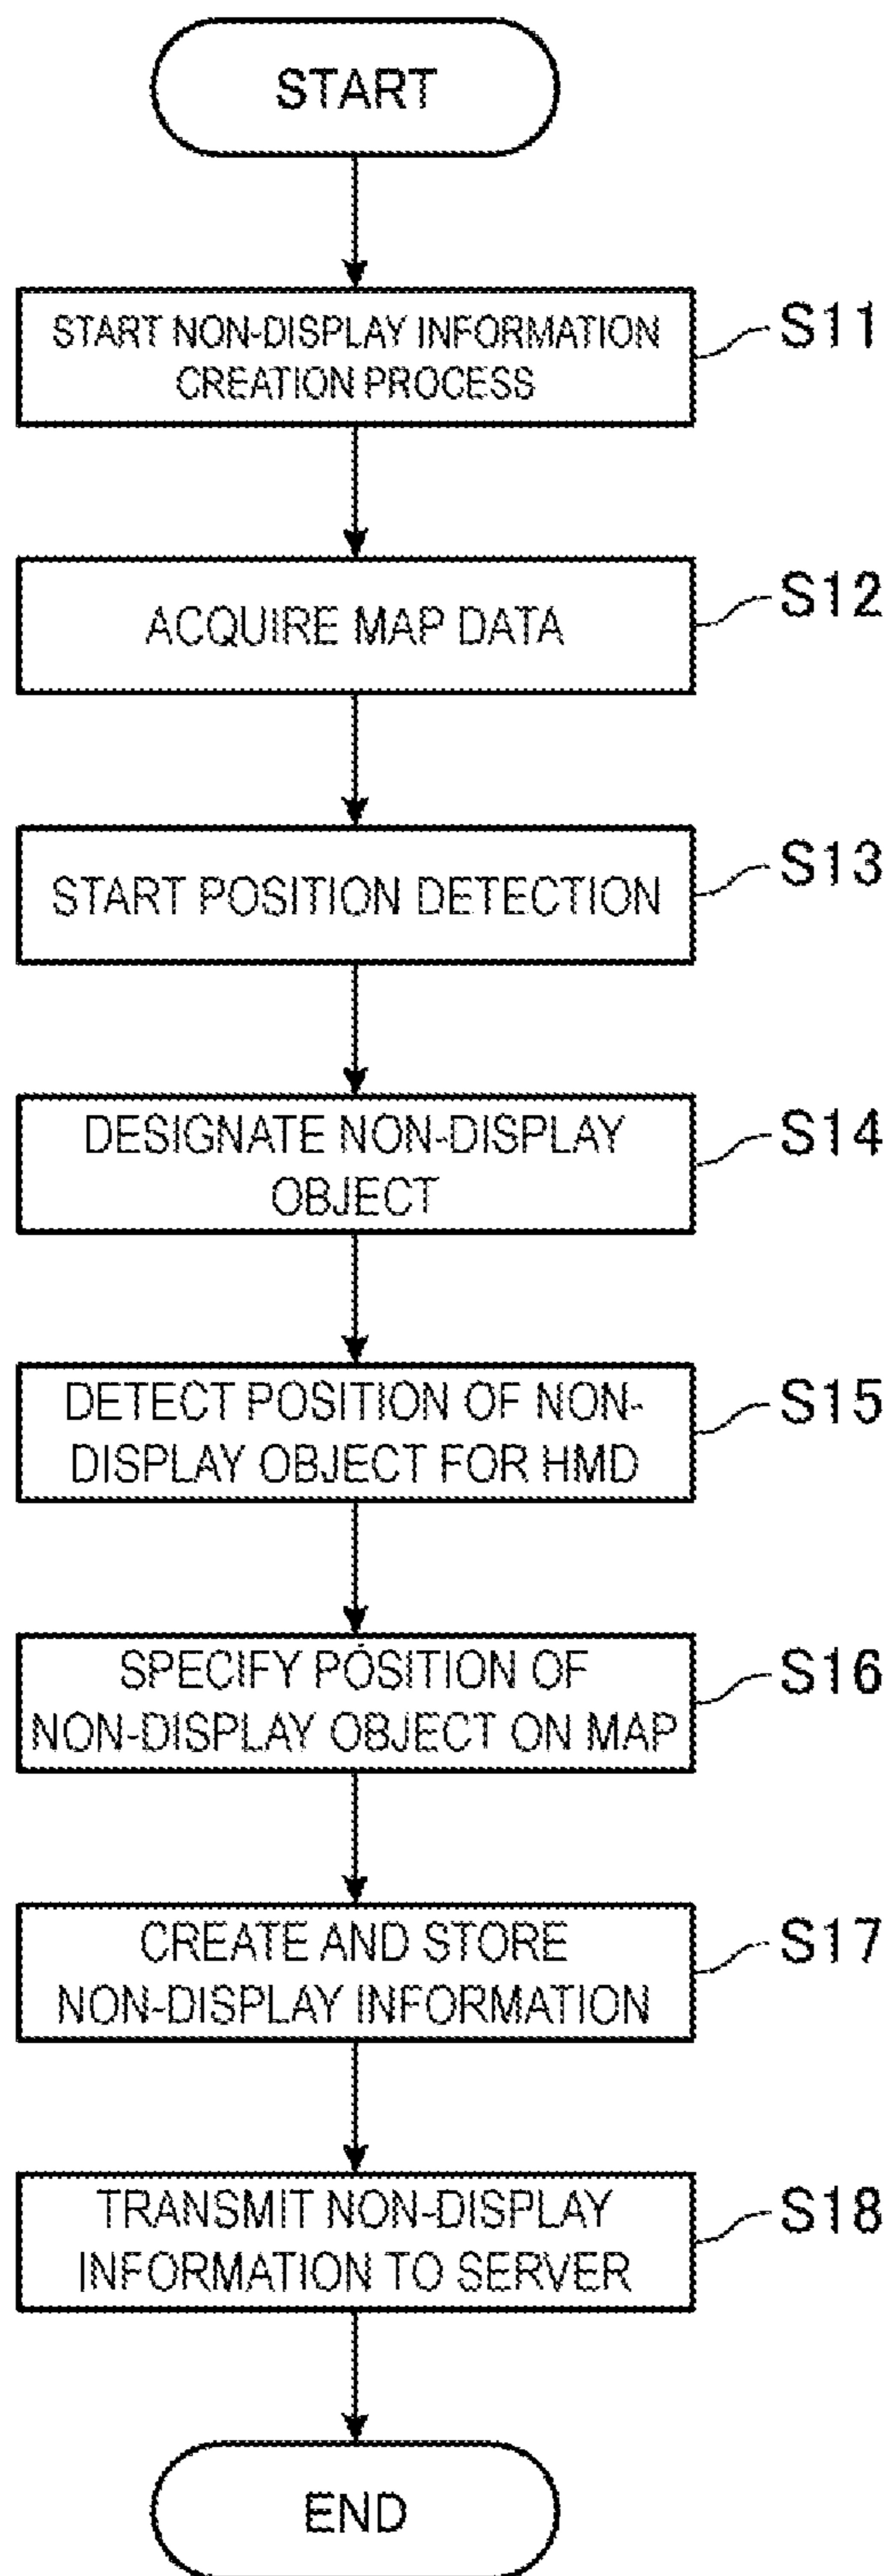 START
START NON-DISPLAY INFORMATION
CREATION PROCESS
S11
ACQUIRE MAP DATA
S12
START POSITION DETECTION
S13
DESIGNATE NON-DISPLAY
OBJECT
S14
DETECT POSITION OF NON-
DISPLAY OBJECT FOR HMD
S15
SPECIFY POSITION OF
NON-DISPLAY OBJECT ON MAP
S16
CREATE AND STORE
NON-DISPLAY INFORMATION
S17
TRANSMIT NON-DISPLAY
INFORMATION TO SERVER
S18
END